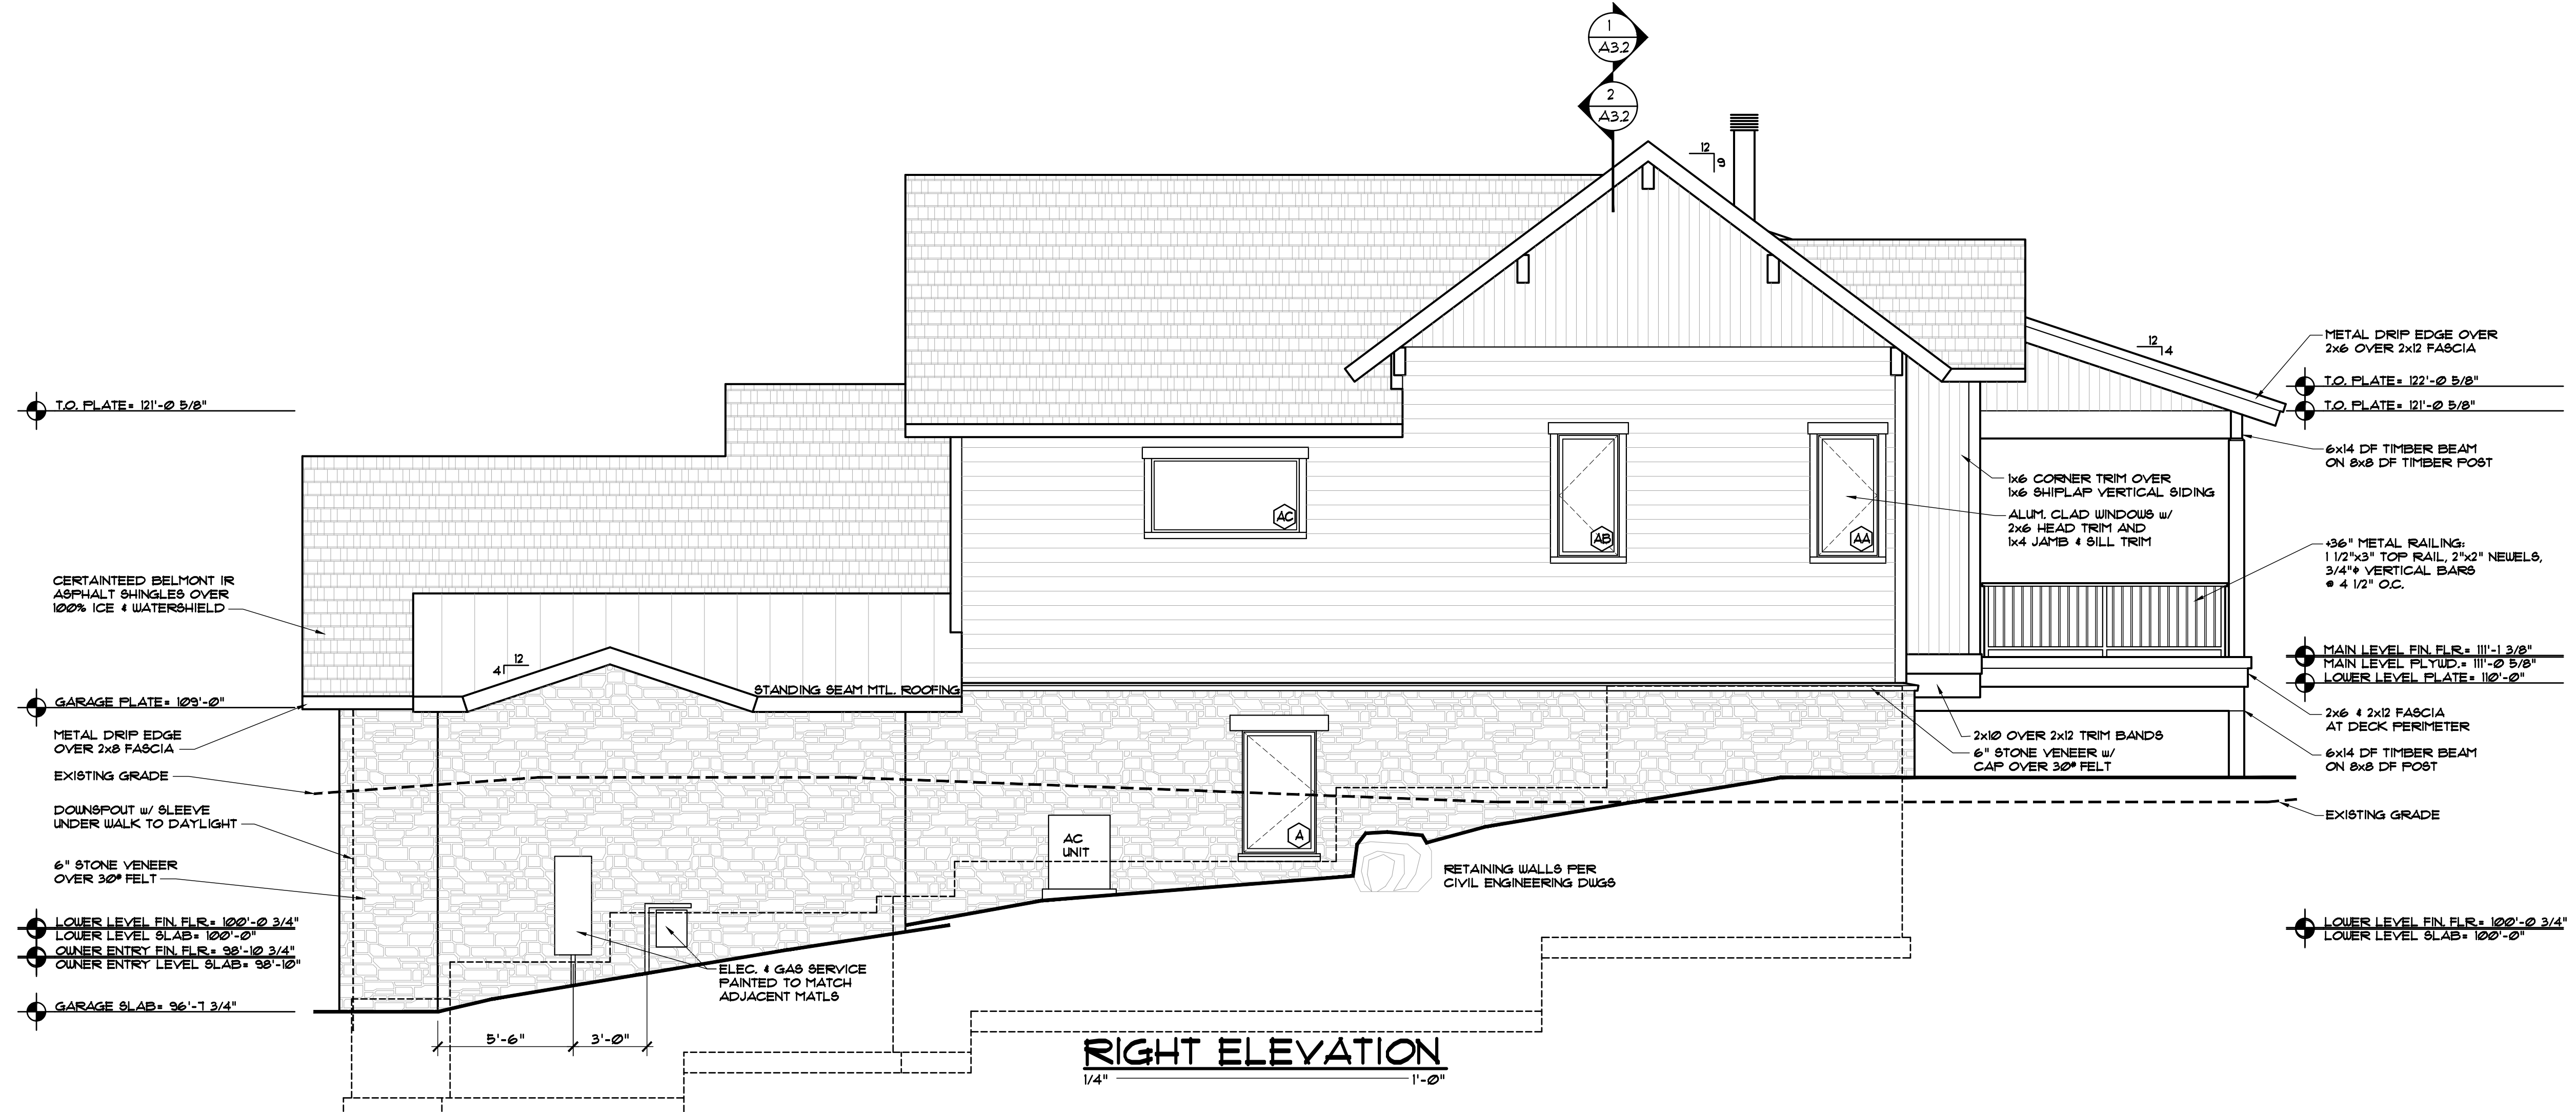 1
A3.2
2
A3.2
12
9
12
4
METAL DRIP EDGE OVER
2x6 OVER 2x12 FASCIA
T.O. PLATE= 122'-0 5/8"
T.O. PLATE= 121'-0 5/8"
T.O. PLATE= 121'-0 5/8"
6x14 DF TIMBER BEAM
ON 8x8 DF TIMBER POST
1x6 CORNER TRIM OVER
1x6 SHIPLAP VERTICAL SIDING
ALUM. CLAD WINDOWS w/
2x6 HEAD TRIM AND
1x4 JAMB & SILL TRIM
AC
AB
AA
+36" METAL RAILING:
1 1/2"x3" TOP RAIL, 2"x2" NEWELS,
3/4"ϕ VERTICAL BARS
@ 4 1/2" O.C.
CERTAINTEED BELMONT IR
ASPHALT SHINGLES OVER
100% ICE & WATERSHIELD
12
4
STANDING SEAM MTL. ROOFING
MAIN LEVEL FIN. FLR.= 111'-1 3/8"
MAIN LEVEL PLYWD.= 111'-0 5/8"
LOWER LEVEL PLATE= 110'-0"
GARAGE PLATE= 109'-0"
METAL DRIP EDGE
OVER 2x8 FASCIA
2x6 & 2x12 FASCIA
AT DECK PERIMETER
2x10 OVER 2x12 TRIM BANDS
6" STONE VENEER w/
CAP OVER 30# FELT
6x14 DF TIMBER BEAM
ON 8x8 DF POST
EXISTING GRADE
EXISTING GRADE
DOWNSPOUT w/ SLEEVE
UNDER WALK TO DAYLIGHT
6" STONE VENEER
OVER 30# FELT
AC
UNIT
A
RETAINING WALLS PER
CIVIL ENGINEERING DWGS
LOWER LEVEL FIN. FLR.= 100'-0 3/4"
LOWER LEVEL SLAB= 100'-0"
OWNER ENTRY FIN. FLR.= 98'-10 3/4"
OWNER ENTRY LEVEL SLAB= 98'-10"
GARAGE SLAB= 96'-7 3/4"
LOWER LEVEL FIN. FLR.= 100'-0 3/4"
LOWER LEVEL SLAB= 100'-0"
ELEC. & GAS SERVICE
PAINTED TO MATCH
ADJACENT MATLS
5'-6"
3'-0"
RIGHT ELEVATION
1/4" 1'-0"